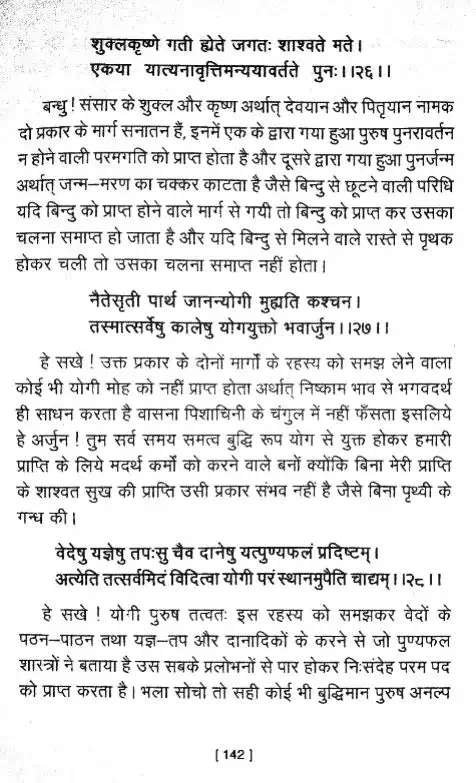 शुक्लकृष्णे गती ह्येते जगतः शाश्वते मते।
एकया यात्यनावृत्तिमन्ययावर्तते पुनः।।२६।।
बन्धु! संसार के शुक्ल और कृष्ण अर्थात् देवयान और पितृयान नामक
दो प्रकार के मार्ग सनातन हैं, इनमें एक के द्वारा गया हुआ पुरुष पुनरावर्तन
न होने वाली परमगति को प्राप्त होता है और दूसरे द्वारा गया हुआ पुनर्जन्म
अर्थात् जन्म–मरण का चक्कर काटता है जैसे बिन्दु से छूटने वाली परिधि
यदि बिन्दु को प्राप्त होने वाले मार्ग से गयी तो बिन्दु को प्राप्त कर उसका
चलना समाप्त हो जाता है और यदि बिन्दु से मिलने वाले रास्ते से पृथक
होकर चली तो उसका चलना समाप्त नहीं होता।
नैतेसृती पार्थ जानन्योगी मुह्यति कश्चन।
तस्मात्सर्वेषु कालेषु योगयुक्तो भवार्जुन।।२७।।
हे सखे! उक्त प्रकार के दोनों मार्गों के रहस्य को समझ लेने वाला
कोई भी योगी मोह को नहीं प्राप्त होता अर्थात् निष्काम भाव से भगवदर्थ
ही साधन करता है वासना पिशाचिनी के चंगुल में नहीं फँसता इसलिये
हे अर्जुन! तुम सर्व समय समत्व बुद्धि रूप योग से युक्त होकर हमारी
प्राप्ति के लिये मदर्थ कर्मों को करने वाले बनों क्योंकि बिना मेरी प्राप्ति
के शाश्वत सुख की प्राप्ति उसी प्रकार संभव नहीं है जैसे बिना पृथ्वी के
गन्ध की।
वेदेषु यज्ञेषु तपःसु चैव दानेषु यत्पुण्यफलं प्रदिष्टम्।
अत्येति तत्सर्वमिदं विदित्वा योगी परं स्थानमुपैति चाद्यम्।।२८।।
हे सखे! योगी पुरुष तत्वतः इस रहस्य को समझकर वेदों के
पठन–पाठन तथा यज्ञ–तप और दानादिकों के करने से जो पुण्यफल
शास्त्रों ने बताया है उस सबके प्रलोभनों से पार होकर निःसंदेह परम पद
को प्राप्त करता है। भला सोचो तो सही कोई भी बुद्धिमान पुरुष अनल्प
[ 142 ]